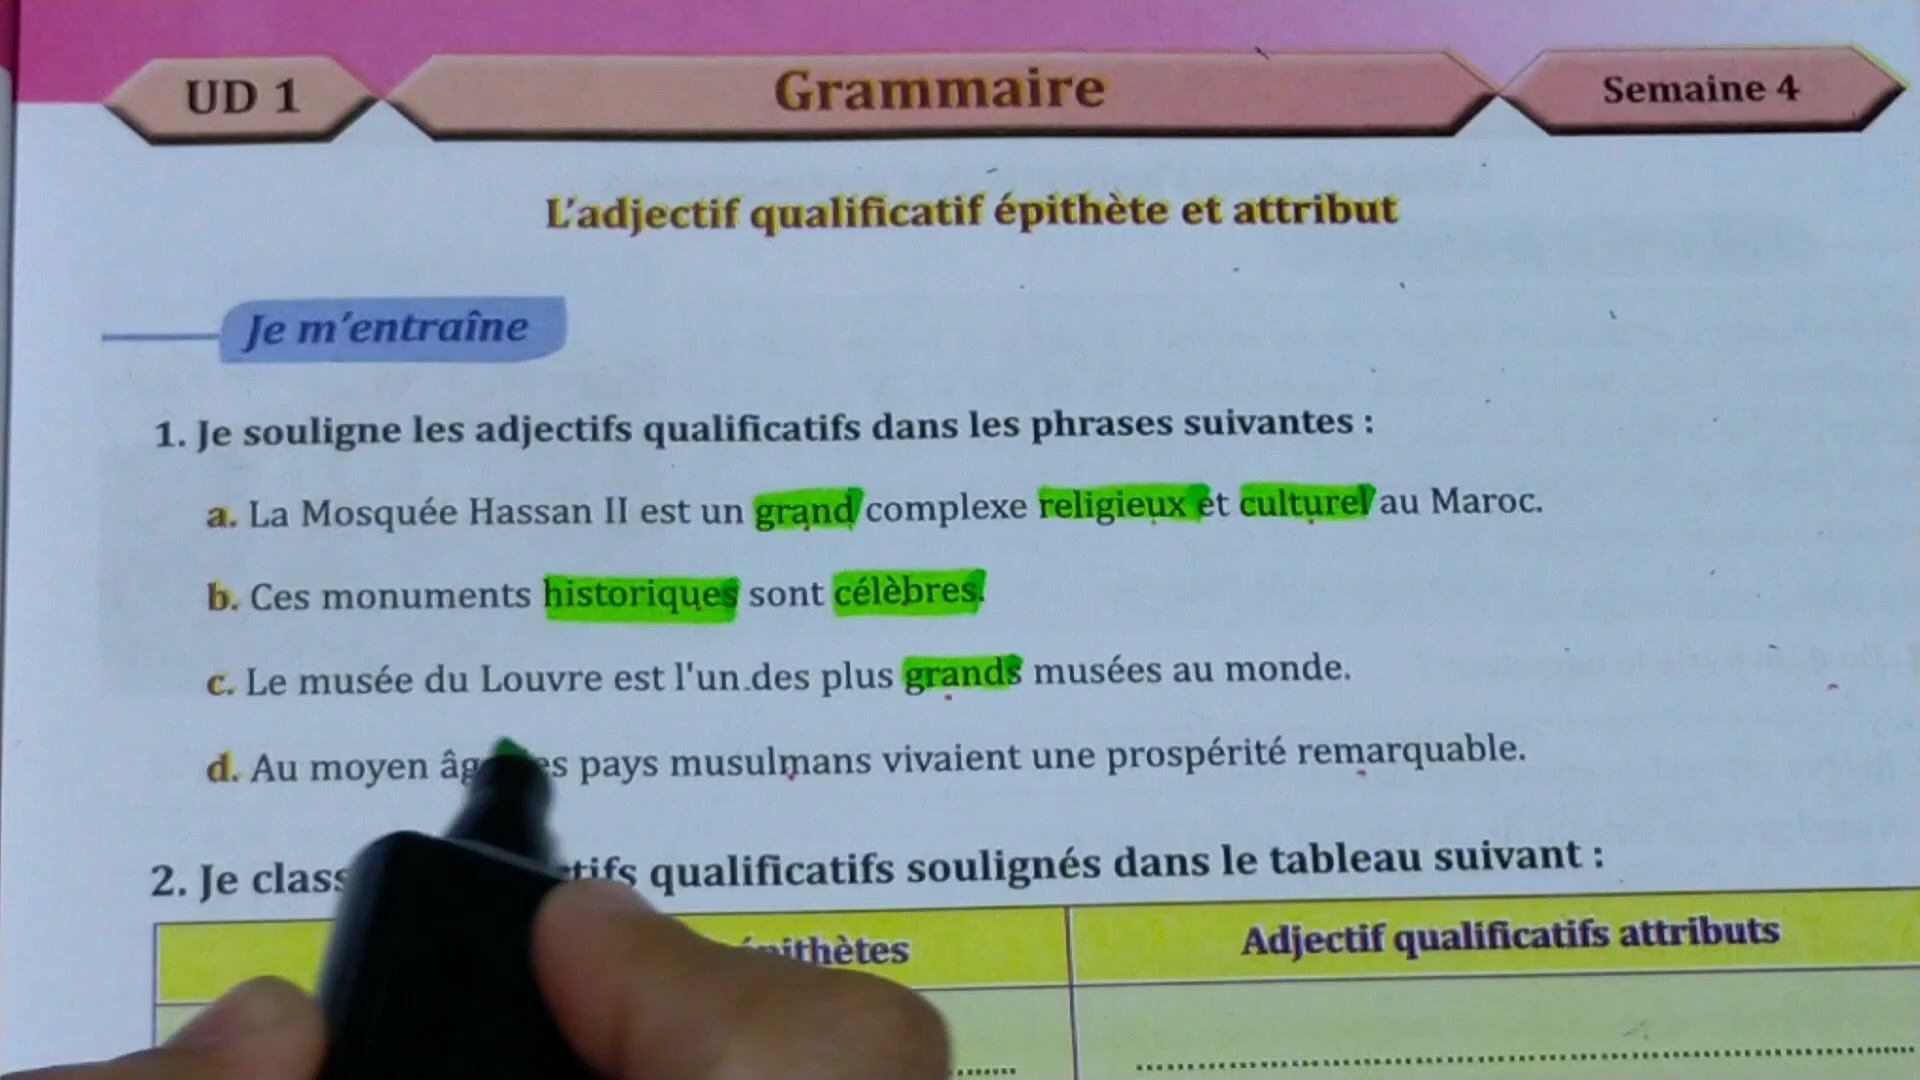 UD 1
Grammaire
Semaine 4
L'adjectif qualificatif épithète et attribut
Je m'entraîne
1. Je souligne les adjectifs qualificatifs dans les phrases suivantes :
a. La Mosquée Hassan II est un grand complexe religieux et culturel au Maroc.
b. Ces monuments historiques sont célèbres.
c. Le musée du Louvre est l'un des plus grands musées au monde.
d. Au moyen pays musulmans vivaient une prospérité remarquable.
2. Je qualificatifs soulignés dans le tableau suivant :
Adjectif qualificatifs attributs